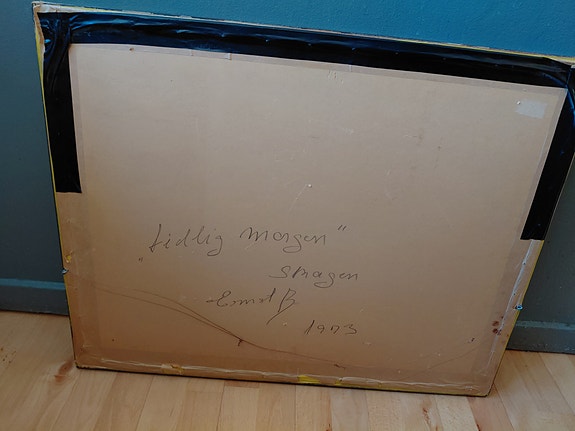 "tidlig morgen"
Skagen
Ernst B
1973